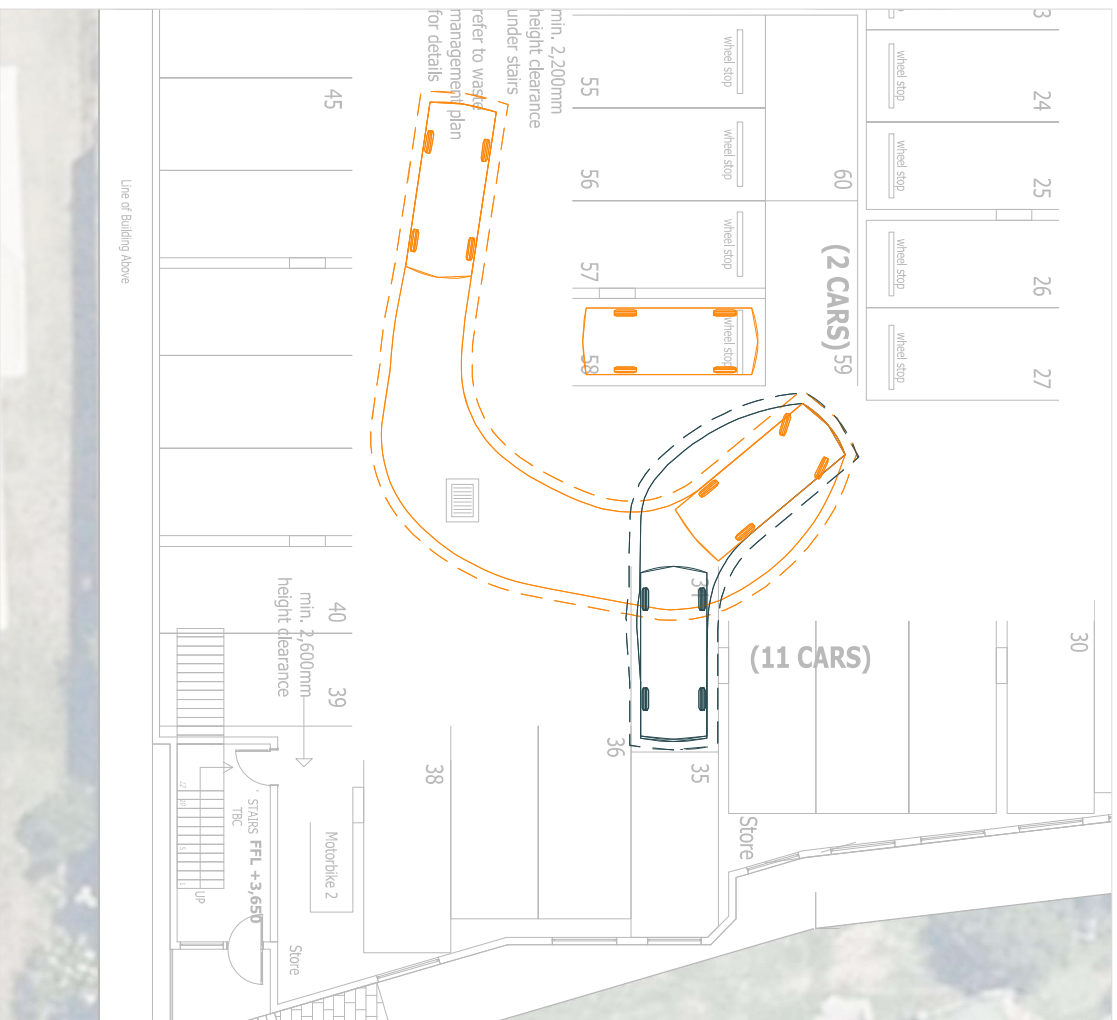 min. 2,200mm
height clearance
under stairs
refer to waste
management plan
for details
45
Line of Building Above
55
wheel stop
56
wheel stop
57
wheel stop
58
wheel stop
60
(2 CARS)
59
3
24
wheel stop
25
wheel stop
26
wheel stop
27
wheel stop
(11 CARS)
30
40
min. 2,600mm
height clearance
39
36
35
38
Store
Motorbike 2
STAIRS FFL +3,650
TBC
UP
Store